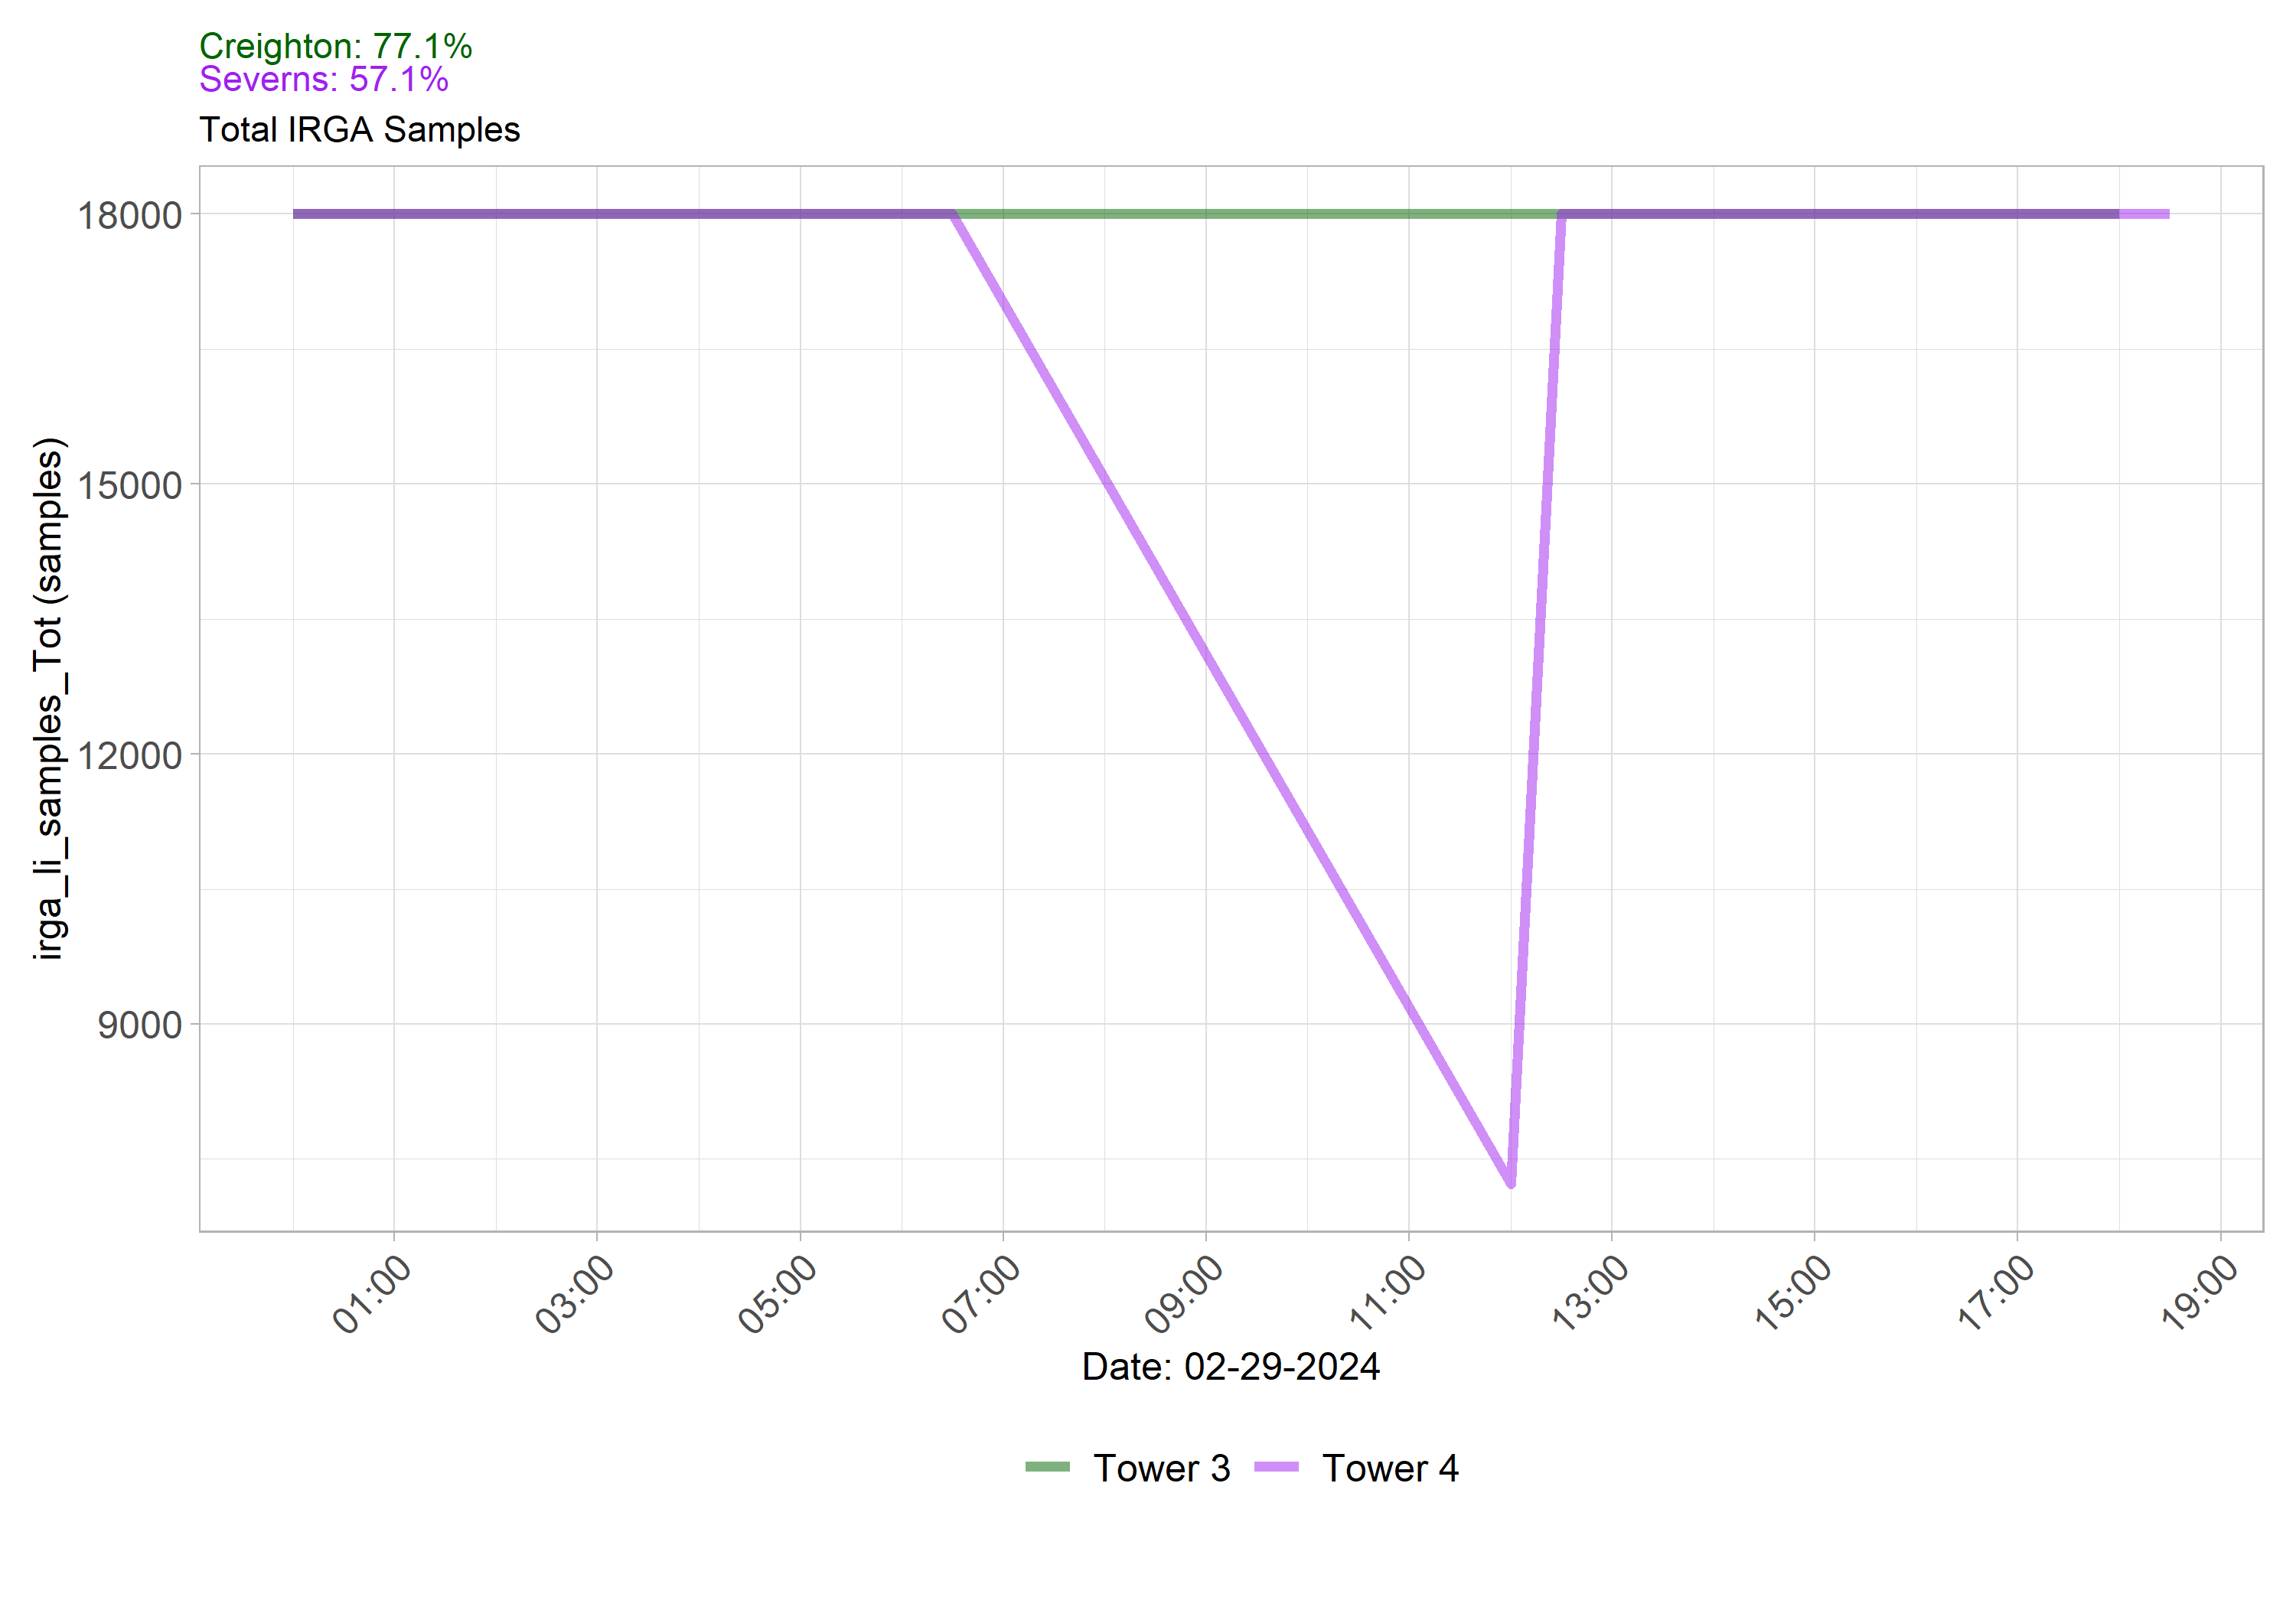 Creighton: 77.1%
Severns: 57.1%
Total IRGA Samples
irga_li_samples_Tot (samples)
18000
15000
12000
9000
01:00
03:00
05:00
07:00
09:00
11:00
13:00
15:00
17:00
19:00
Date: 02-29-2024
Tower 3
Tower 4